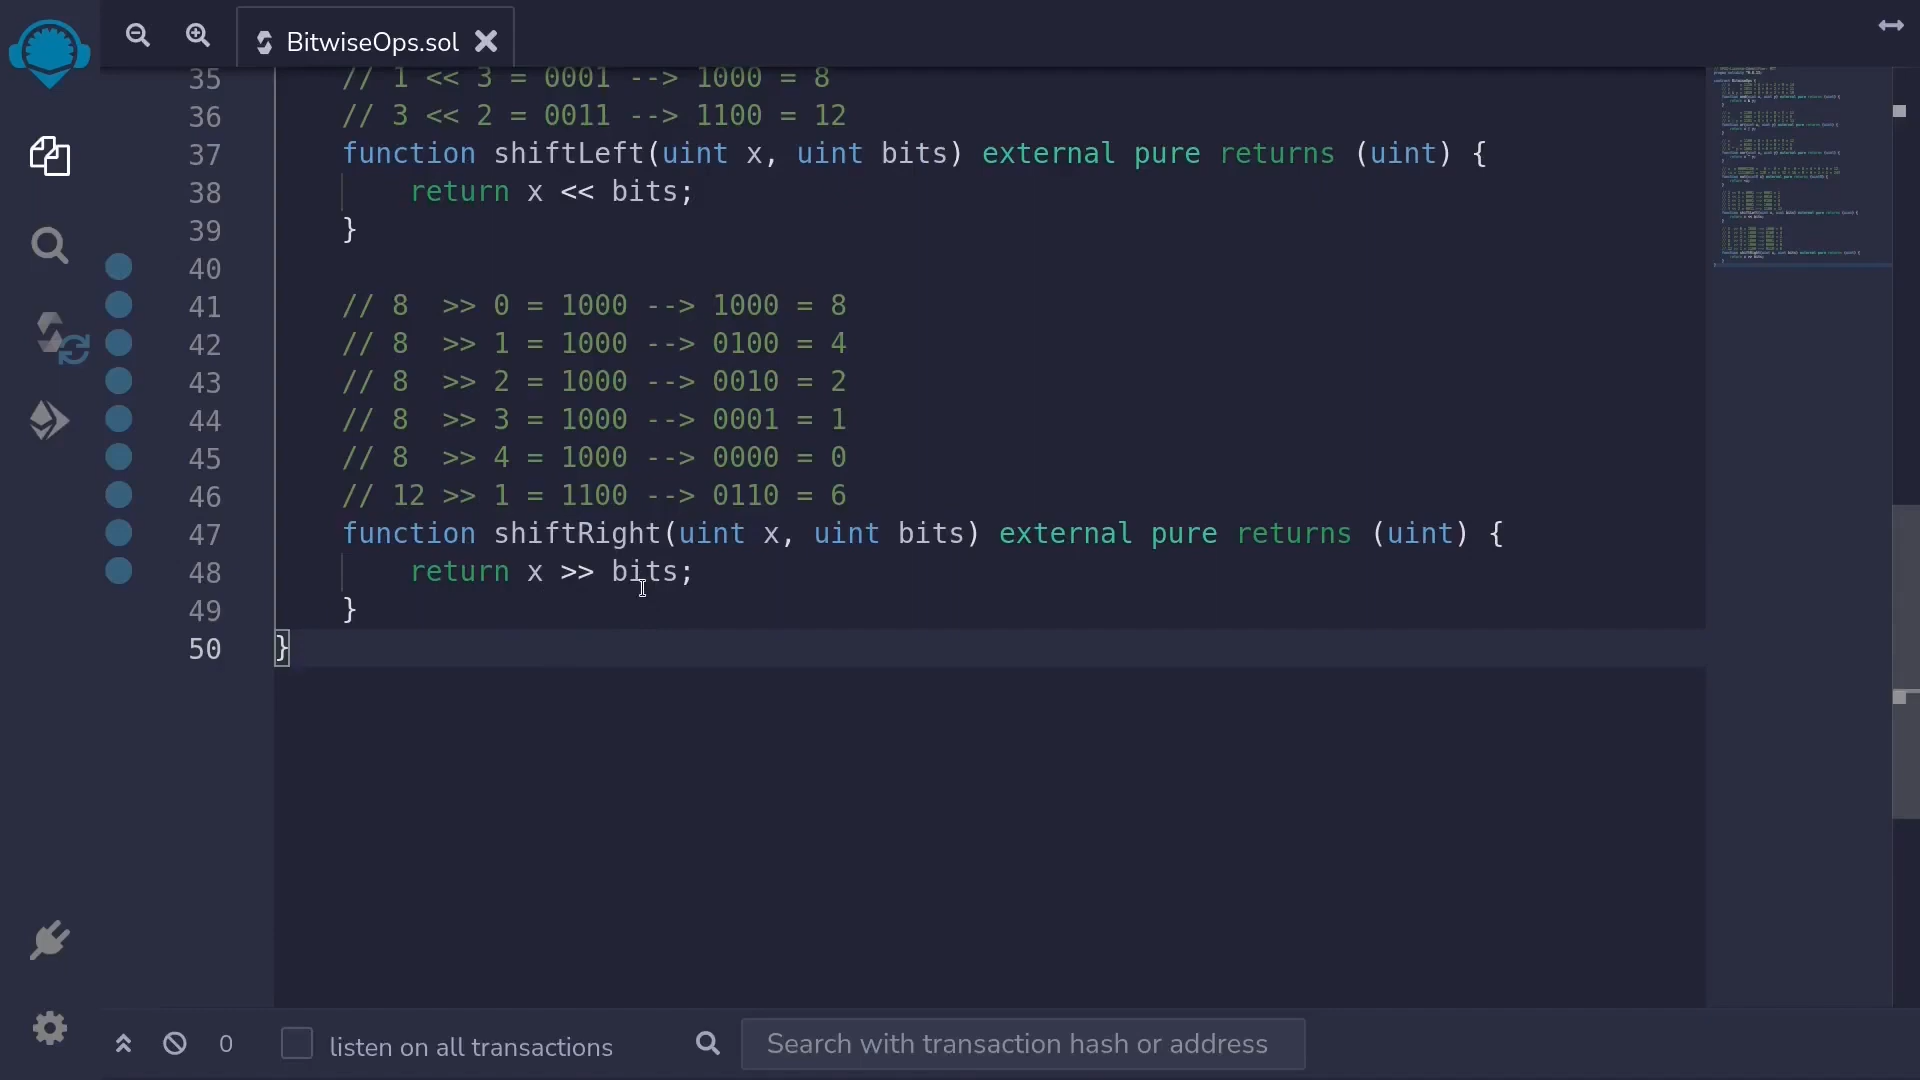 BitwiseOps.sol
35 // 1 << 3 = 0001 --> 1000 = 8
36 // 3 << 2 = 0011 --> 1100 = 12
37 function shiftLeft(uint x, uint bits) external pure returns (uint) {
38 return x << bits;
39 }
40
41 // 8  >> 0 = 1000 --> 1000 = 8
42 // 8  >> 1 = 1000 --> 0100 = 4
43 // 8  >> 2 = 1000 --> 0010 = 2
44 // 8  >> 3 = 1000 --> 0001 = 1
45 // 8  >> 4 = 1000 --> 0000 = 0
46 // 12 >> 1 = 1100 --> 0110 = 6
47 function shiftRight(uint x, uint bits) external pure returns (uint) {
48 return x >> bits;
49 }
50 }
0 listen on all transactions Search with transaction hash or address